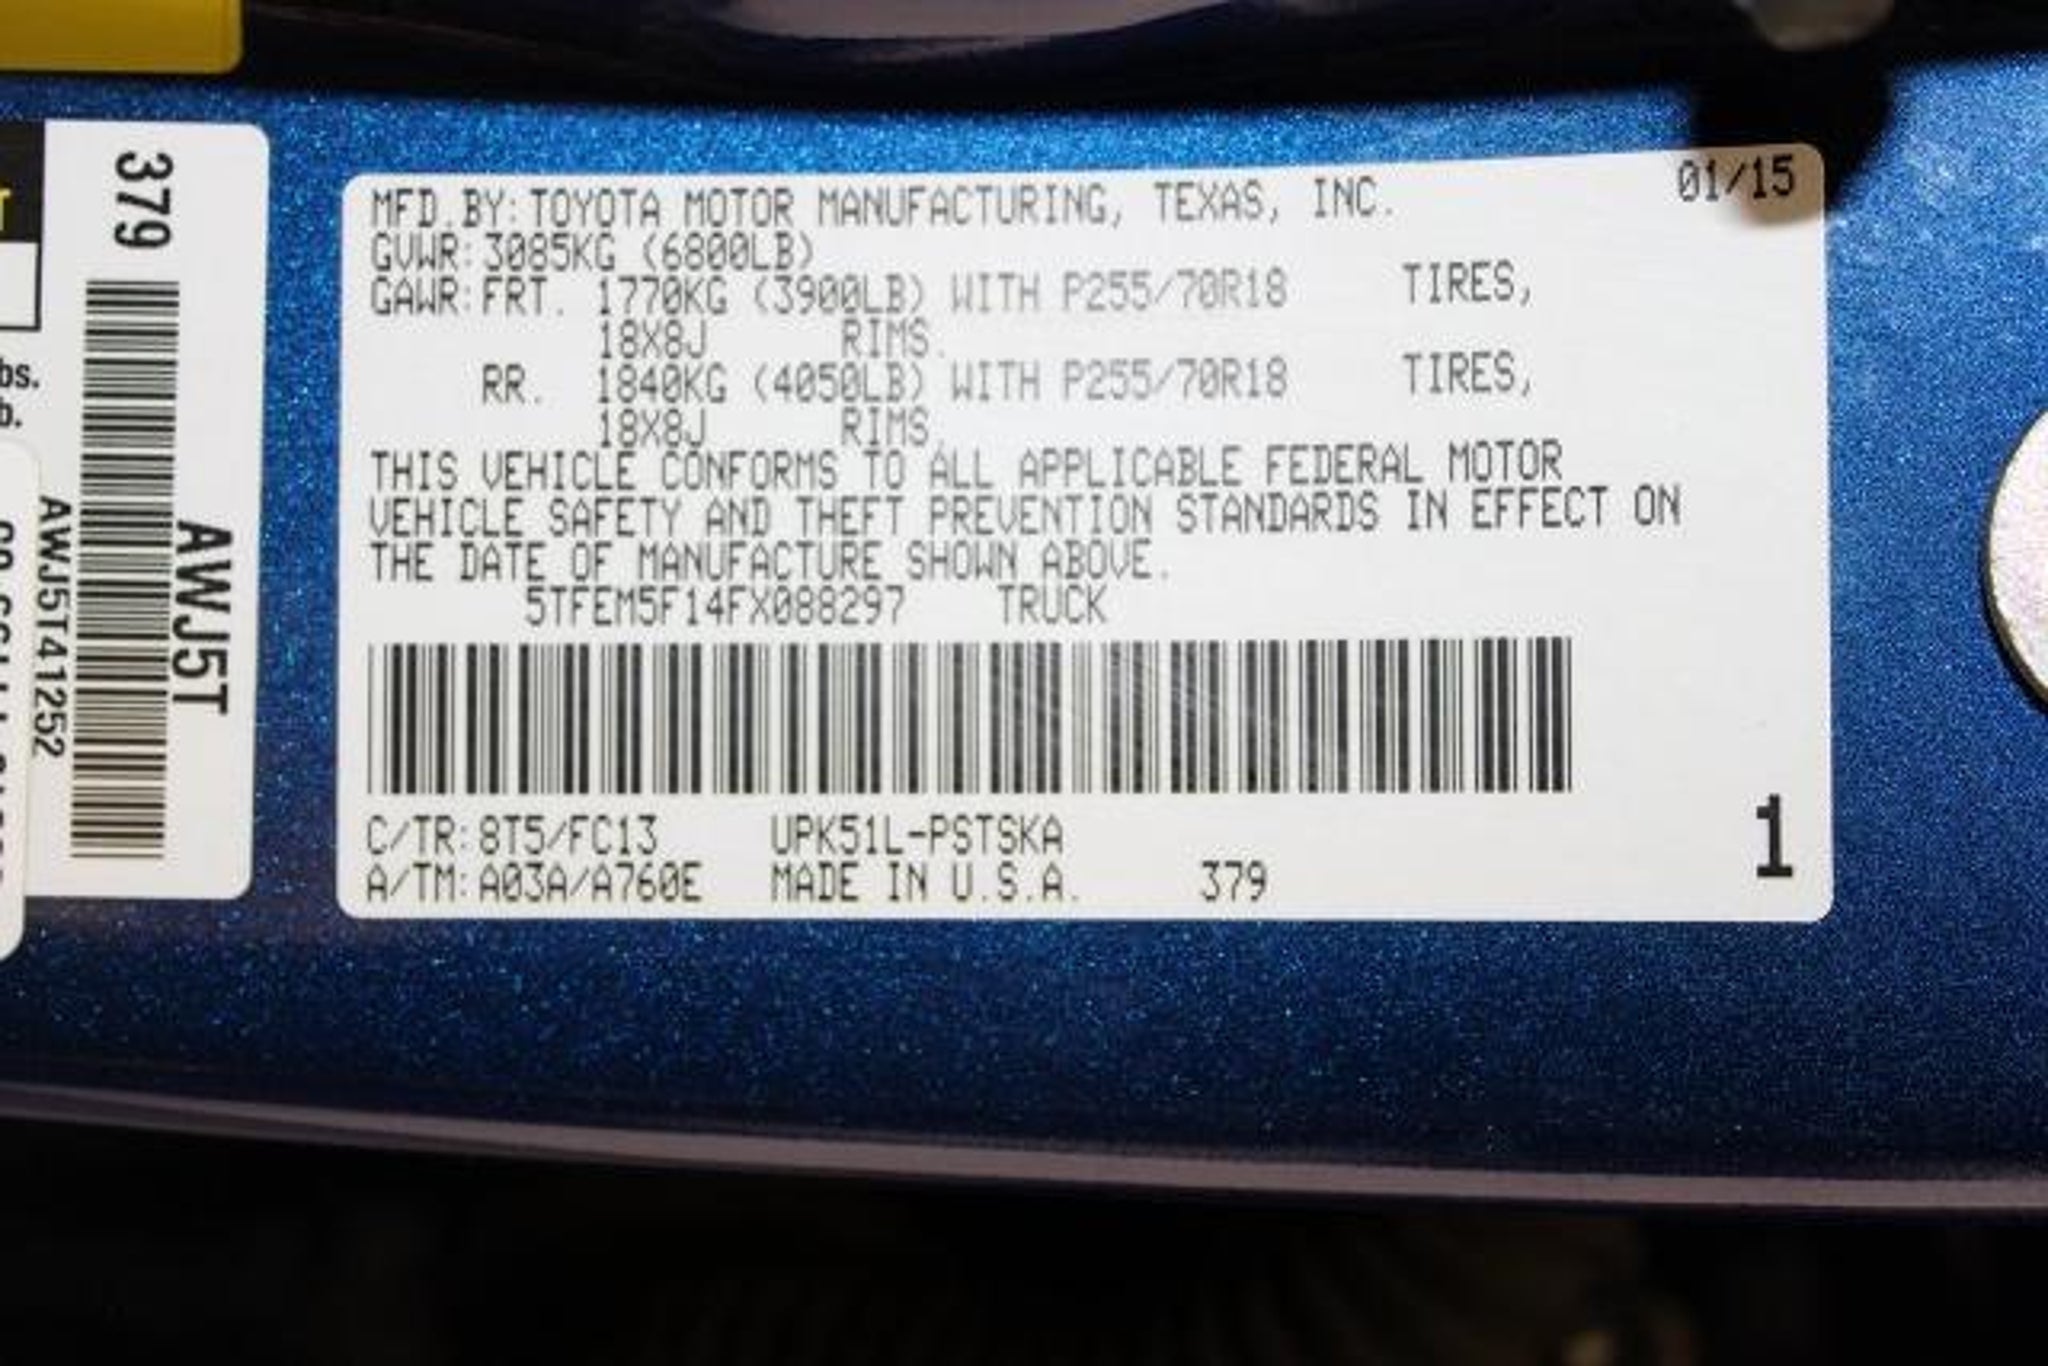 379
AWJ5T
AWJ5T41252
bs.
b.
MFD.BY:TOYOTA MOTOR MANUFACTURING, TEXAS, INC. 01/15
GVWR:3085KG (6800LB)
GAWR:FRT. 1770KG (3900LB) WITH P255/70R18 TIRES,
18X8J RIMS.
RR. 1840KG (4050LB) WITH P255/70R18 TIRES,
18X8J RIMS.
THIS VEHICLE CONFORMS TO ALL APPLICABLE FEDERAL MOTOR
VEHICLE SAFETY AND THEFT PREVENTION STANDARDS IN EFFECT ON
THE DATE OF MANUFACTURE SHOWN ABOVE.
5TFEM5F14FX088297 TRUCK
C/TR:8T5/FC13 UPK51L-PSTSKA
A/TM:A03A/A760E MADE IN U.S.A. 379
1